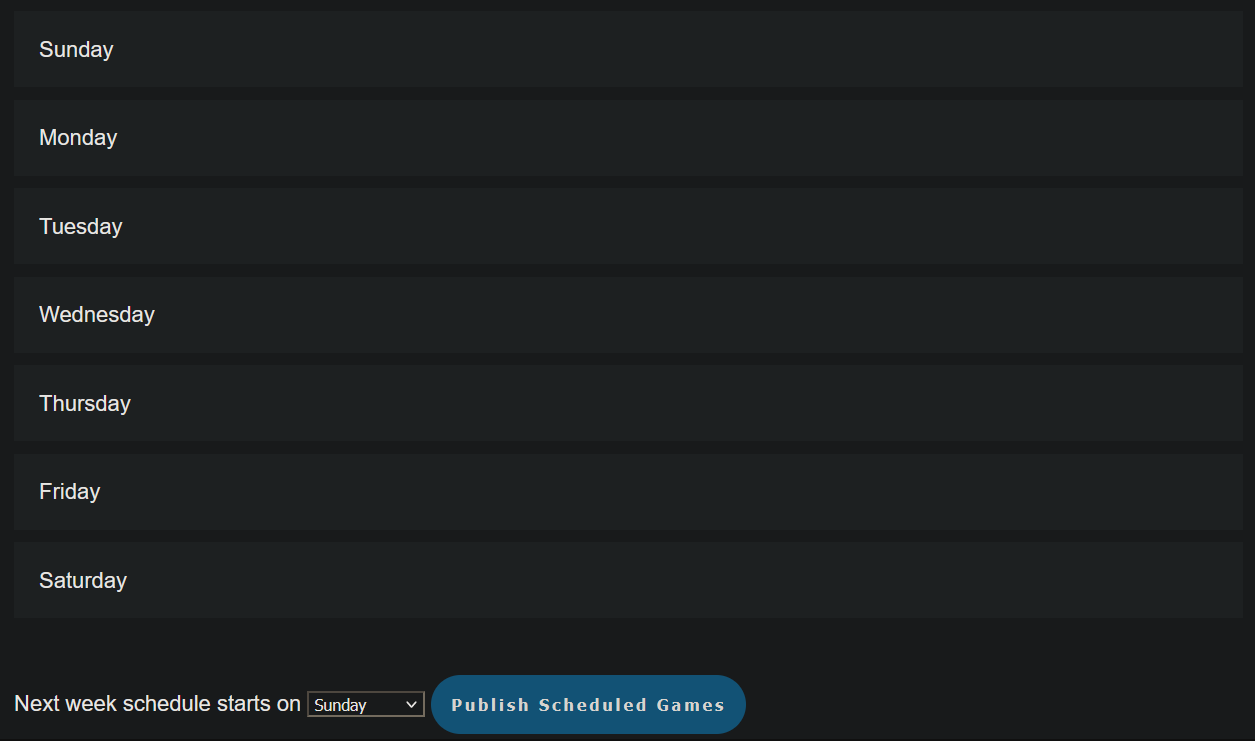 Sunday
Monday
Tuesday
Wednesday
Thursday
Friday
Saturday
Next week schedule starts on Sunday Publish Scheduled Games